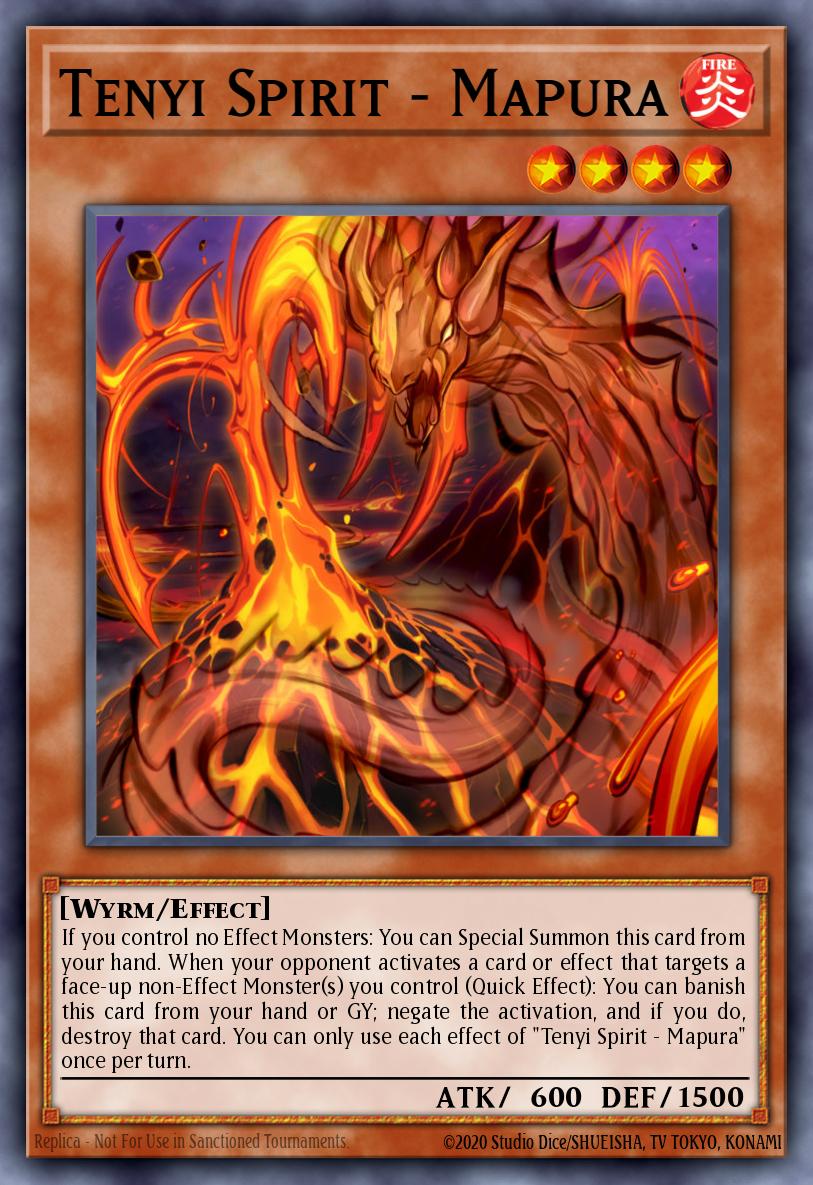 Tenyi Spirit - Mapura
FIRE
炎
[Wyrm/Effect]
If you control no Effect Monsters: You can Special Summon this card from
your hand. When your opponent activates a card or effect that targets a
face-up non-Effect Monster(s) you control (Quick Effect): You can banish
this card from your hand or GY; negate the activation, and if you do,
destroy that card. You can only use each effect of "Tenyi Spirit - Mapura"
once per turn.
ATK/ 600 DEF/1500
Replica - Not For Use in Sanctioned Tournaments.
©2020 Studio Dice/SHUEISHA, TV TOKYO, KONAMI